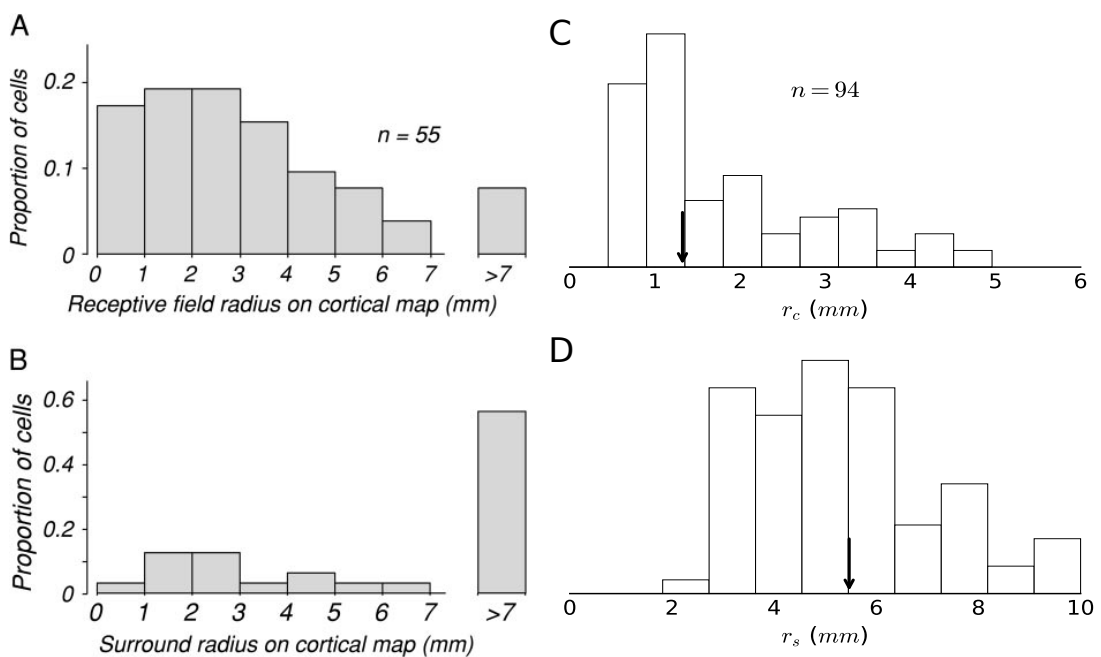 A
Proportion of cells
0.2
0.1
0
n = 55
0 1 2 3 4 5 6 7 >7
Receptive field radius on cortical map (mm)
B
Proportion of cells
0.6
0.4
0.2
0
0 1 2 3 4 5 6 7 >7
Surround radius on cortical map (mm)
C
n = 94
0 1 2 3 4 5 6
r_c (mm)
D
0 2 4 6 8 10
r_s (mm)